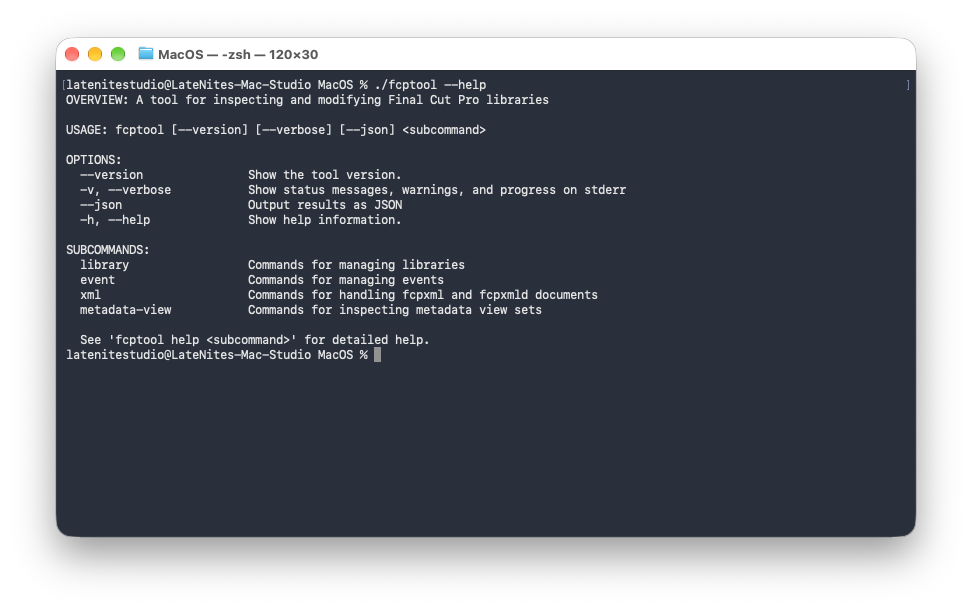 MacOS — -zsh — 120×30
[latenitestudio@LateNites-Mac-Studio MacOS % ./fcptool --help ]
OVERVIEW: A tool for inspecting and modifying Final Cut Pro libraries
USAGE: fcptool [--version] [--verbose] [--json] <subcommand>
OPTIONS:
--version Show the tool version.
-v, --verbose Show status messages, warnings, and progress on stderr
--json Output results as JSON
-h, --help Show help information.
SUBCOMMANDS:
library Commands for managing libraries
event Commands for managing events
xml Commands for handling fcpxml and fcpxmld documents
metadata-view Commands for inspecting metadata view sets
See 'fcptool help <subcommand>' for detailed help.
latenitestudio@LateNites-Mac-Studio MacOS %